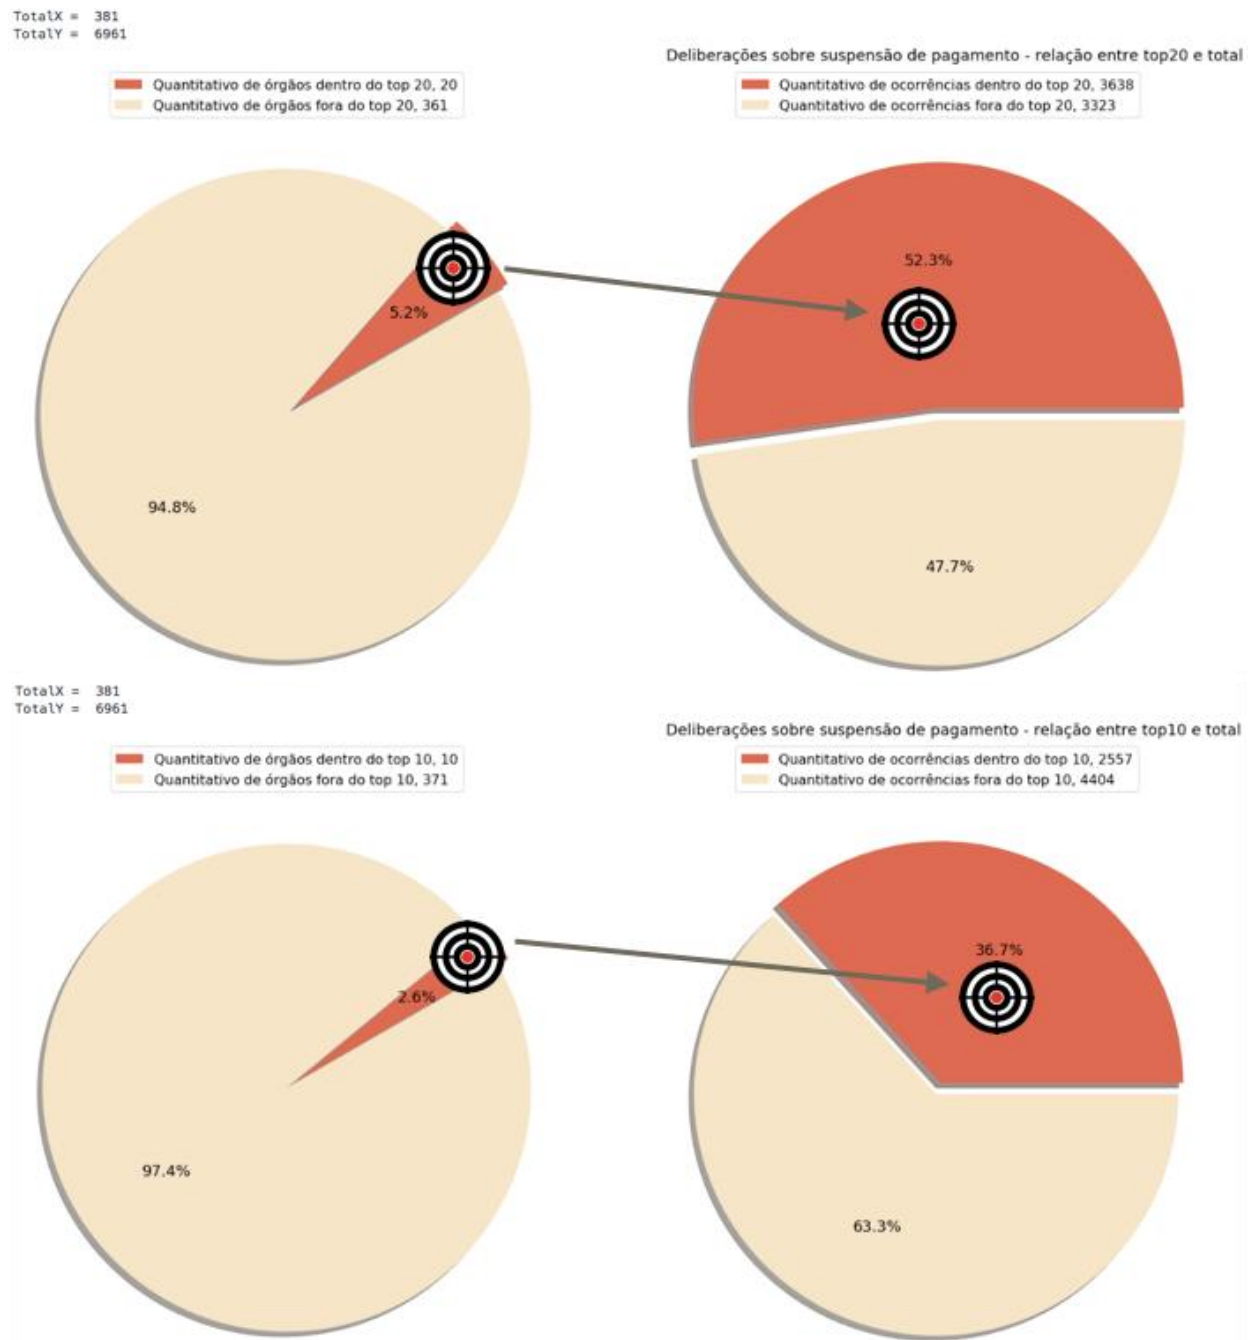 TotalX = 381
TotalY = 6961
Deliberações sobre suspensão de pagamento - relação entre top20 e total
Quantitativo de órgãos dentro do top 20, 20
Quantitativo de órgãos fora do top 20, 361
Quantitativo de ocorrências dentro do top 20, 3638
Quantitativo de ocorrências fora do top 20, 3323
5.2%
94.8%
52.3%
47.7%
TotalX = 381
TotalY = 6961
Deliberações sobre suspensão de pagamento - relação entre top10 e total
Quantitativo de órgãos dentro do top 10, 10
Quantitativo de órgãos fora do top 10, 371
Quantitativo de ocorrências dentro do top 10, 2557
Quantitativo de ocorrências fora do top 10, 4404
2.6%
97.4%
36.7%
63.3%